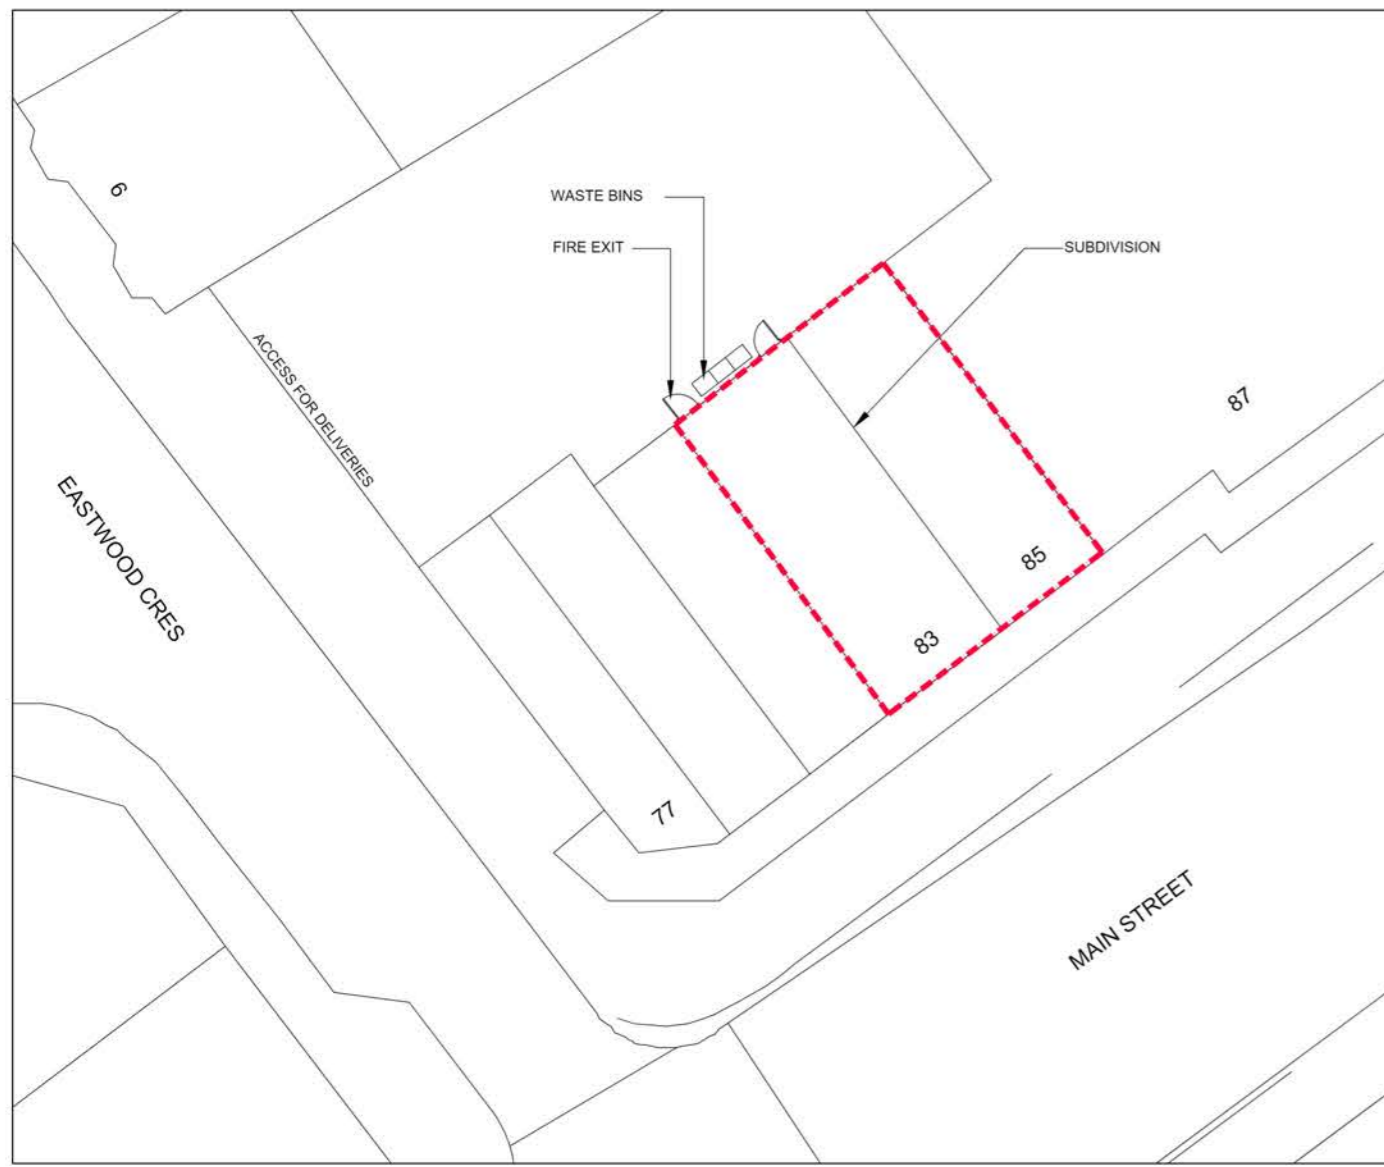 6
WASTE BINS
FIRE EXIT
SUBDIVISION
ACCESS FOR DELIVERIES
87
EASTWOOD CRES
85
83
77
MAIN STREET